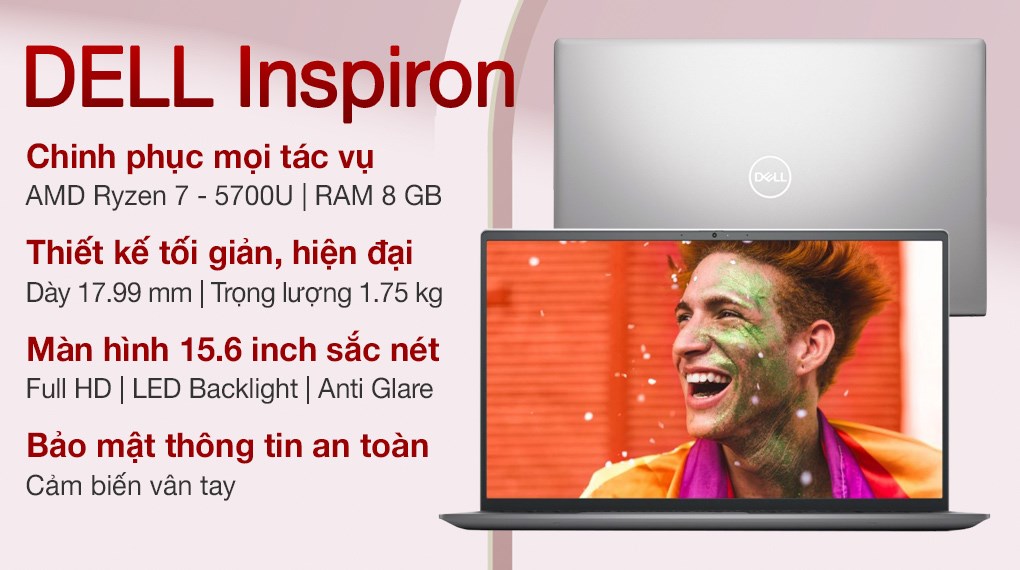 DELL Inspiron
Chinh phục mọi tác vụ
AMD Ryzen 7 - 5700U | RAM 8 GB
Thiết kế tối giản, hiện đại
Dày 17.99 mm | Trọng lượng 1.75 kg
Màn hình 15.6 inch sắc nét
Full HD | LED Backlight | Anti Glare
Bảo mật thông tin an toàn
Cảm biến vân tay
DELL